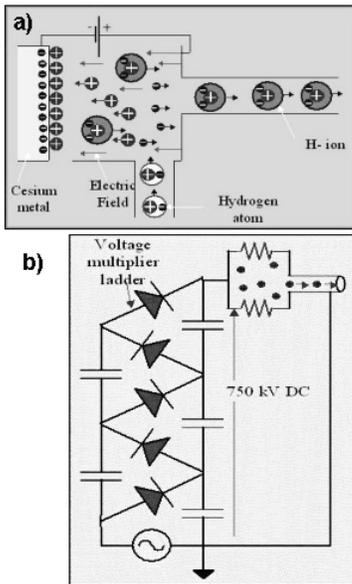 a)
H- ion
Cesium
metal
Electric
Field
Hydrogen
atom
b)
Voltage
multiplier
ladder
750 kV DC